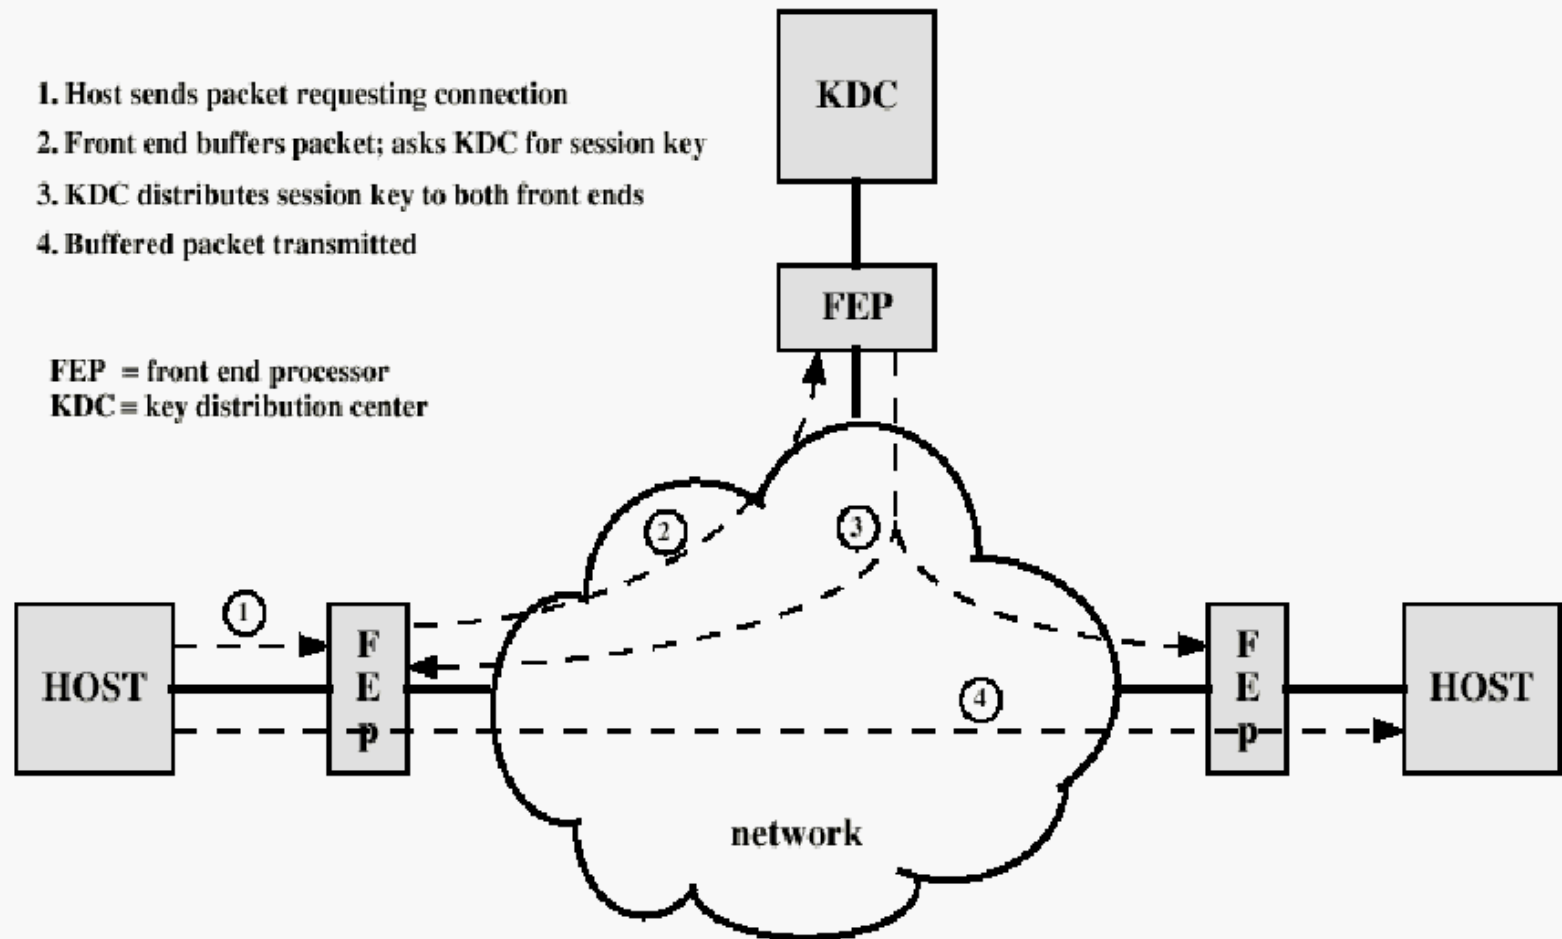 KDC
1. Host sends packet requesting connection
2. Front end buffers packet; asks KDC for session key
3. KDC distributes session key to both front ends
4. Buffered packet transmitted
FEP
FEP = front end processor
KDC = key distribution center
2
3
1
HOST
F
E
p
4
F
E
p
HOST
network